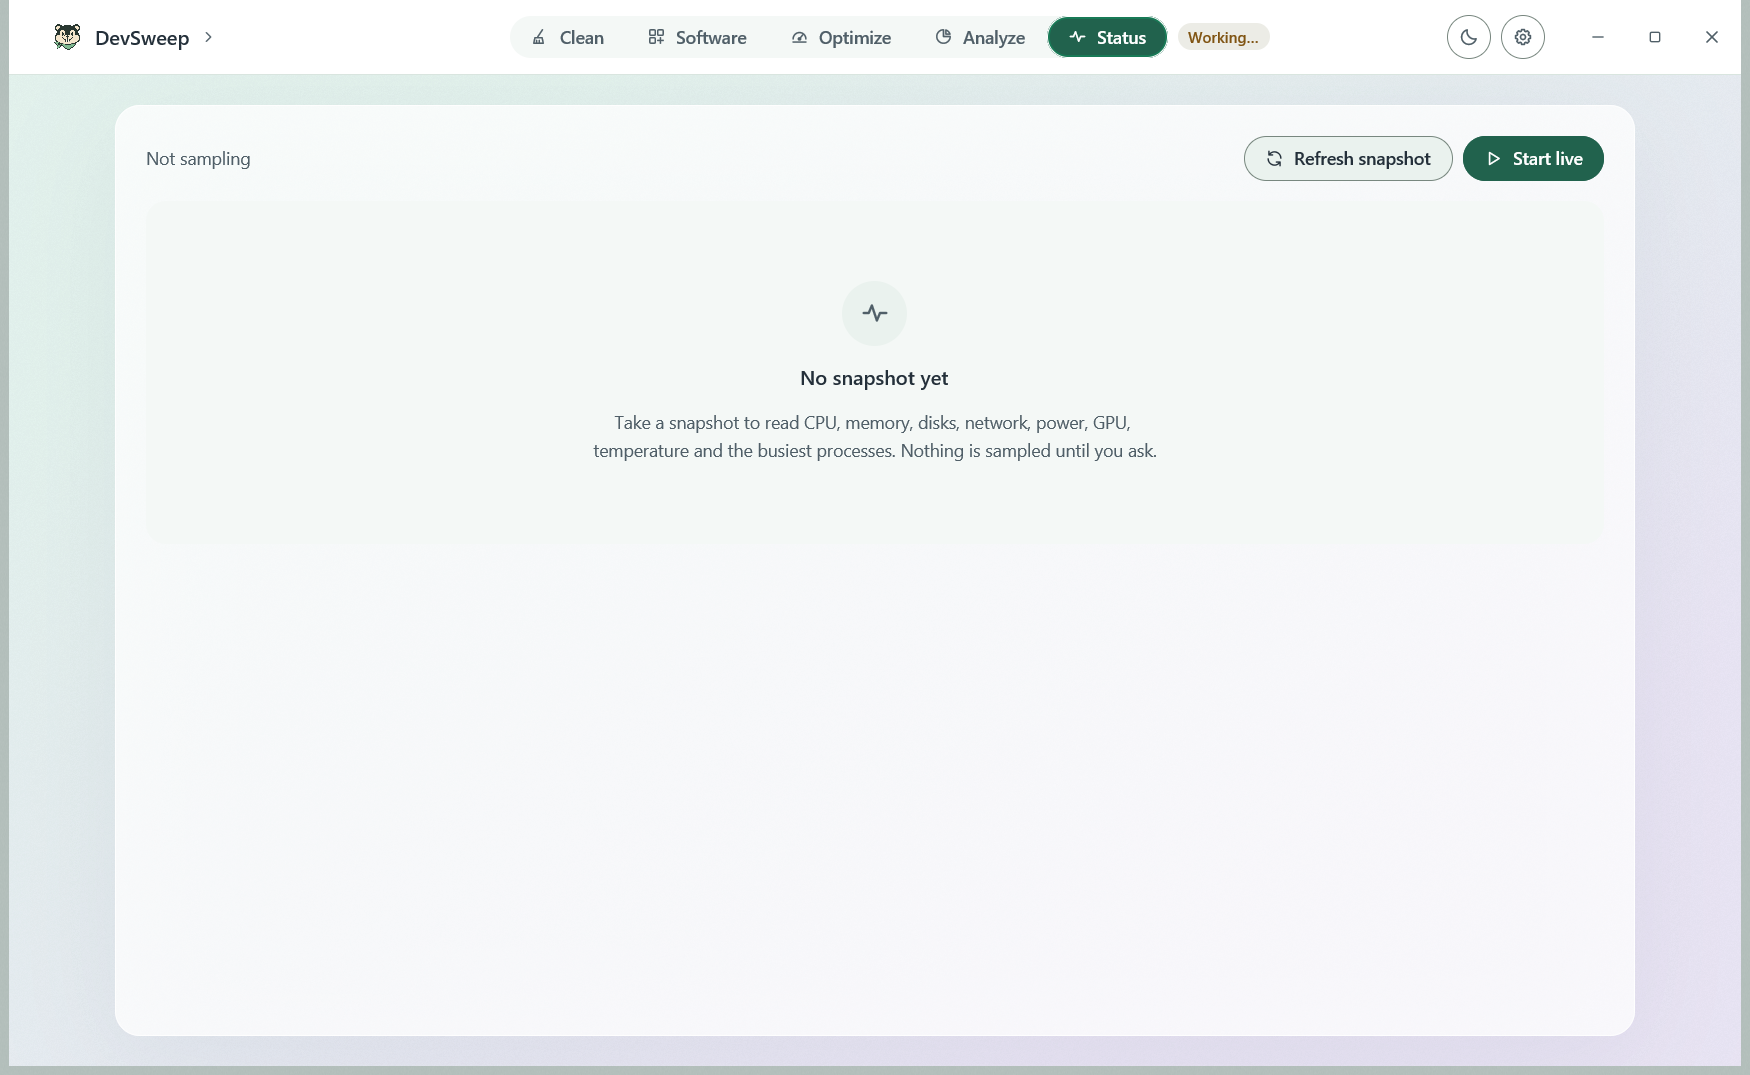 DevSweep
Clean
Software
Optimize
Analyze
Status
Working...
Not sampling
Refresh snapshot
Start live
No snapshot yet
Take a snapshot to read CPU, memory, disks, network, power, GPU,
temperature and the busiest processes. Nothing is sampled until you ask.